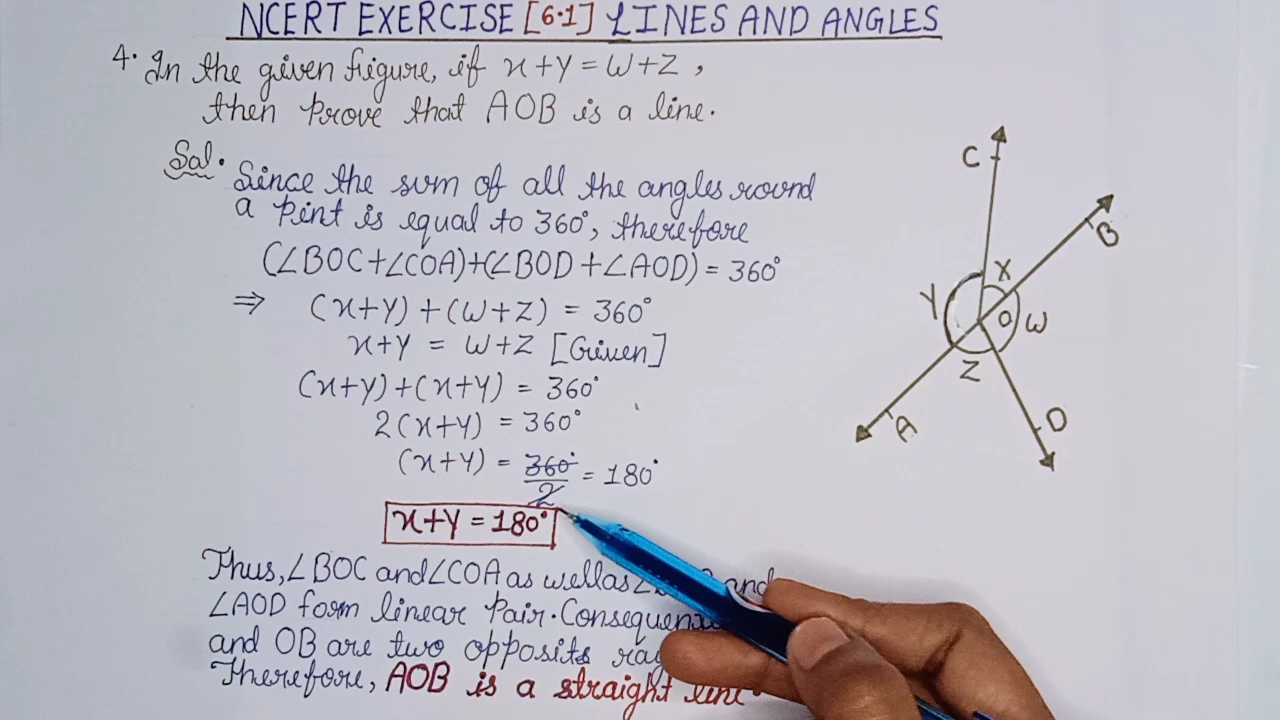 NCERT EXERCISE [6.1] LINES AND ANGLES
4. In the given figure, if x+y = w+z ,
then prove that AOB is a line.
Sol.
Since the sum of all the angles round
a pint is equal to 360°, therefore
(∠BOC+∠COA)+(∠BOD+∠AOD) = 360°
⇒ (x+y) + (w+z) = 360°
x+y = w+z [Given]
(x+y)+(x+y) = 360°
2(x+y) = 360°
(x+y) = 360°/2 = 180°
x+y = 180°
Thus, ∠BOC and ∠COA as well as ∠ and
∠AOD form linear pair. Consequen
and OB are two opposits
Therefore, AOB is a straight line
C
B
X
Y
O
W
Z
A
D